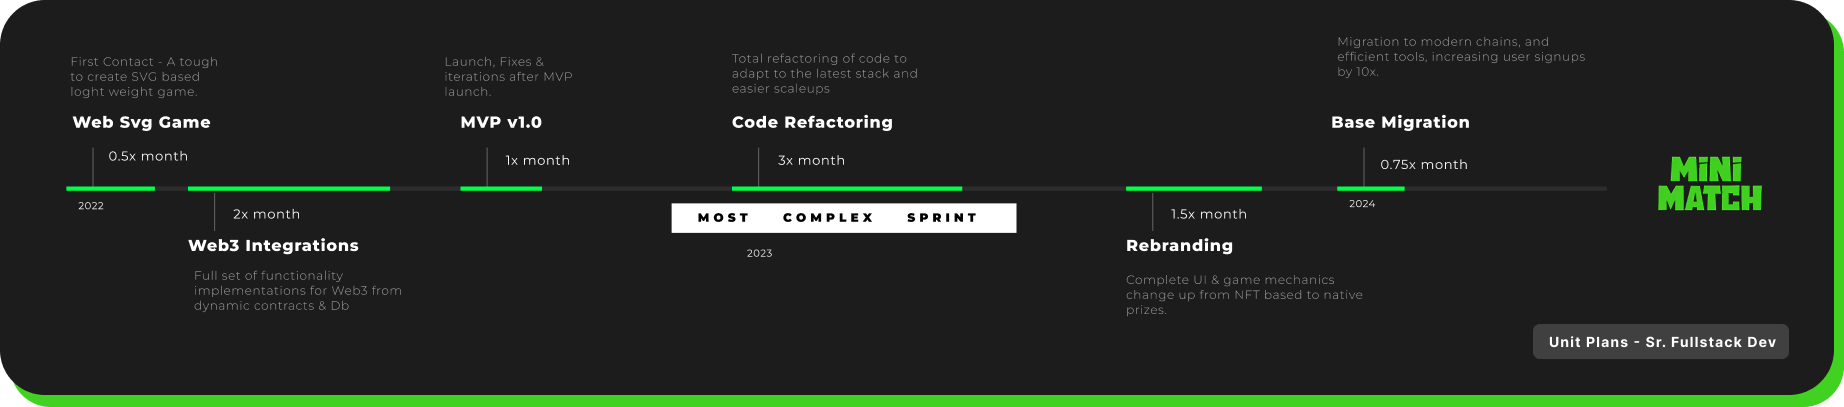 First Contact - A tough
to create SVG based
loght weight game.
Web Svg Game
0.5x month
2022
2x month
Web3 Integrations
Full set of functionality
implementations for Web3 from
dynamic contracts & Db
Launch, Fixes &
iterations after MVP
launch.
MVP v1.0
1x month
Total refactoring of code to
adapt to the latest stack and
easier scaleups
Code Refactoring
3x month
MOST COMPLEX SPRINT
2023
1.5x month
Rebranding
Complete UI & game mechanics
change up from NFT based to native
prizes.
Migration to modern chains, and
efficient tools, increasing user signups
by 10x.
Base Migration
0.75x month
2024
MiNi
MATCH
Unit Plans - Sr. Fullstack Dev